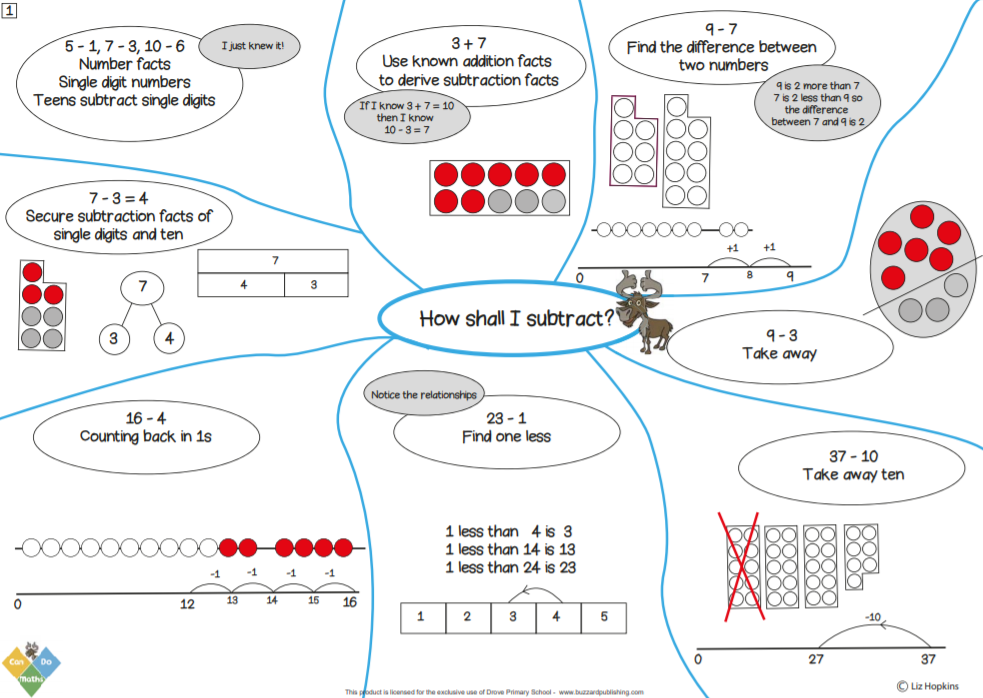 1
5 - 1, 7 - 3, 10 - 6
Number facts
Single digit numbers
Teens subtract single digits
I just knew it!
3 + 7
Use known addition facts
to derive subtraction facts
If I know 3 + 7 = 10
then I know
10 - 3 = 7
9 - 7
Find the difference between
two numbers
9 is 2 more than 7
7 is 2 less than 9 so
the difference
between 7 and 9 is 2
+1 +1
0 7 8 9
7 - 3 = 4
Secure subtraction facts of
single digits and ten
7
3 4
7
4 3
How shall I subtract?
9 - 3
Take away
16 - 4
Counting back in 1s
-1 -1 -1 -1
0 12 13 14 15 16
Notice the relationships
23 - 1
Find one less
1 less than 4 is 3
1 less than 14 is 13
1 less than 24 is 23
1 2 3 4 5
37 - 10
Take away ten
-10
0 27 37
Can Do
Maths
This product is licensed for the exclusive use of Drove Primary School - www.buzzardpublishing.com
© Liz Hopkins